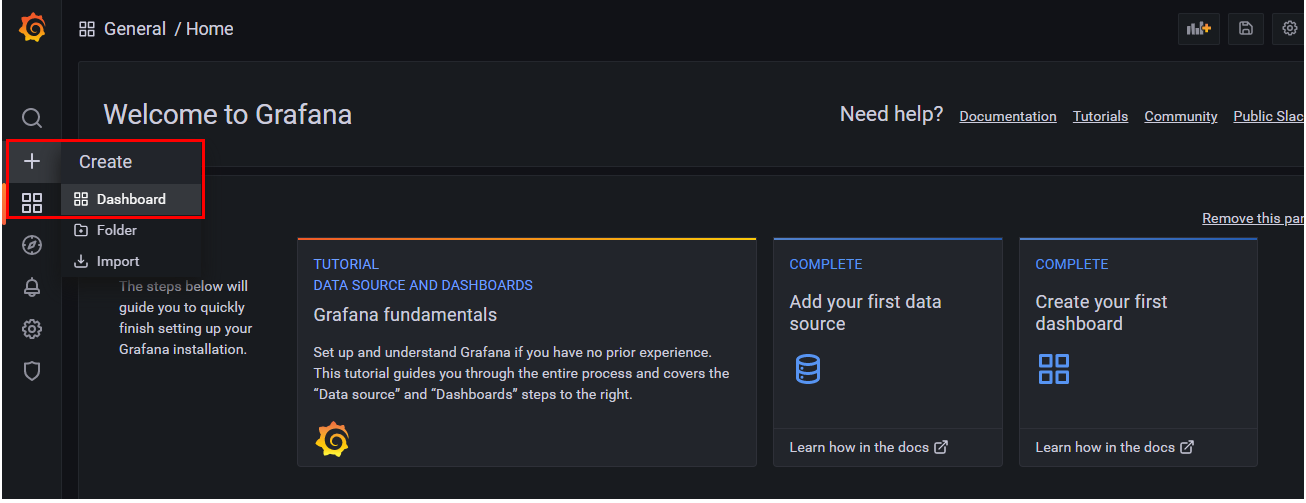 General / Home
Welcome to Grafana
Need help? Documentation Tutorials Community Public Slac
Create
Dashboard
Folder
Import
Remove this par
The steps below will
guide you to quickly
finish setting up your
Grafana installation.
TUTORIAL
DATA SOURCE AND DASHBOARDS
Grafana fundamentals
Set up and understand Grafana if you have no prior experience.
This tutorial guides you through the entire process and covers the
“Data source” and “Dashboards” steps to the right.
COMPLETE
Add your first data
source
Learn how in the docs
COMPLETE
Create your first
dashboard
Learn how in the docs